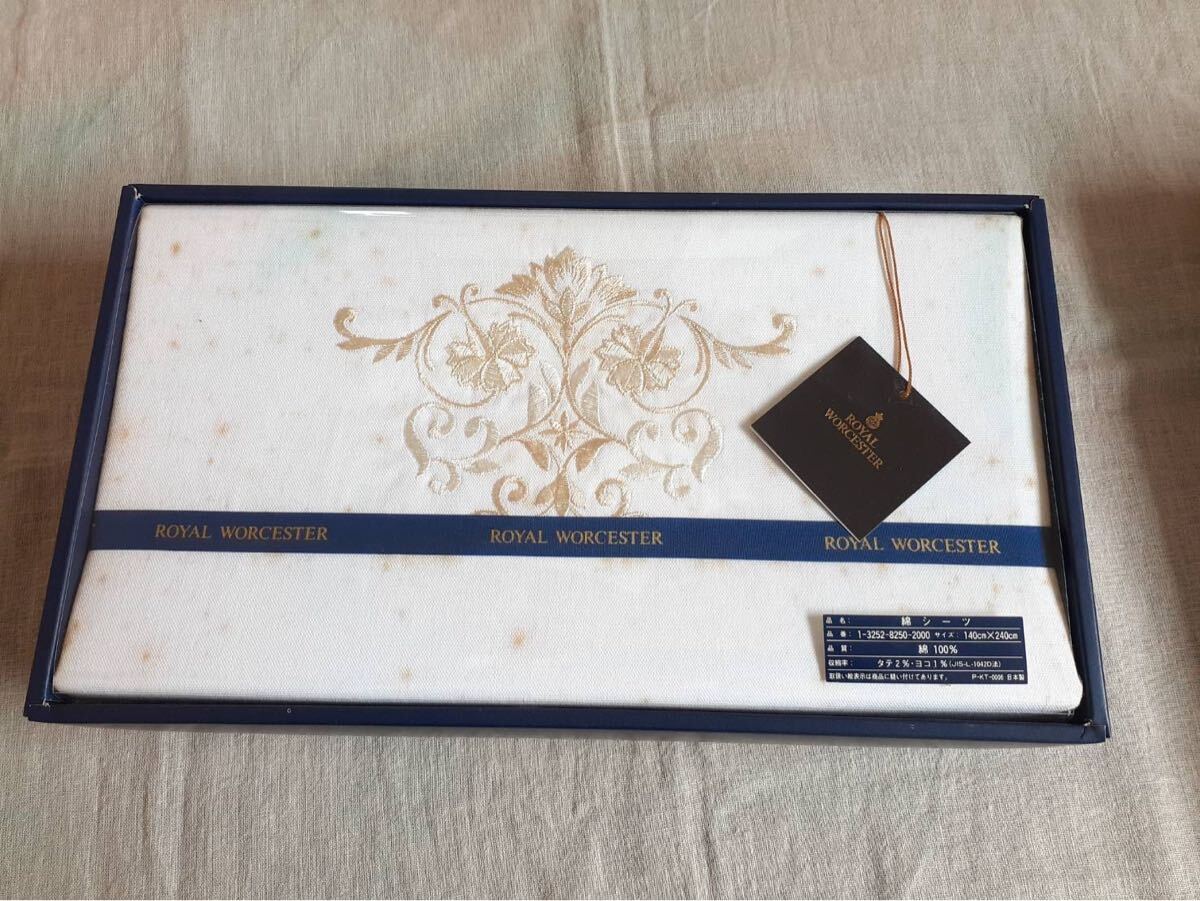 ROYAL
WORCESTER
ROYAL WORCESTER ROYAL WORCESTER ROYAL WORCESTER
品名: 綿シーツ
品番: 1-3252-8250-2000 サイズ: 140cm×240cm
品質: 綿100%
収縮率: タテ2%・ヨコ1%(JIS-L-1042D法)
取扱い絵表示は商品に縫い付けてあります。 P-KT-0006 日本製